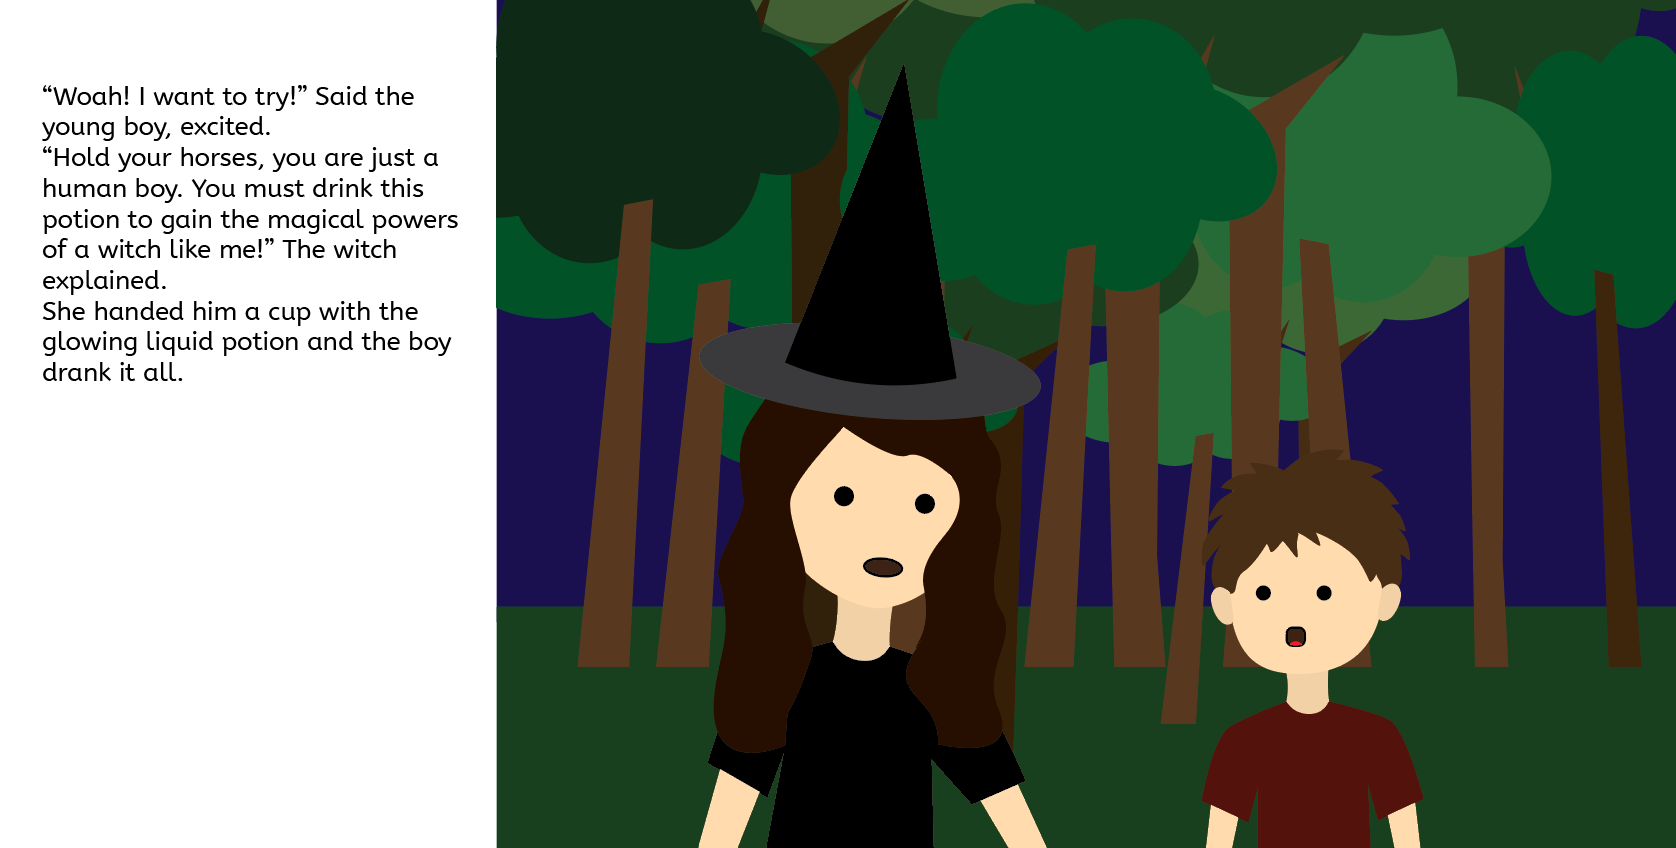 “Woah! I want to try!” Said the
young boy, excited.
“Hold your horses, you are just a
human boy. You must drink this
potion to gain the magical powers
of a witch like me!” The witch
explained.
She handed him a cup with the
glowing liquid potion and the boy
drank it all.